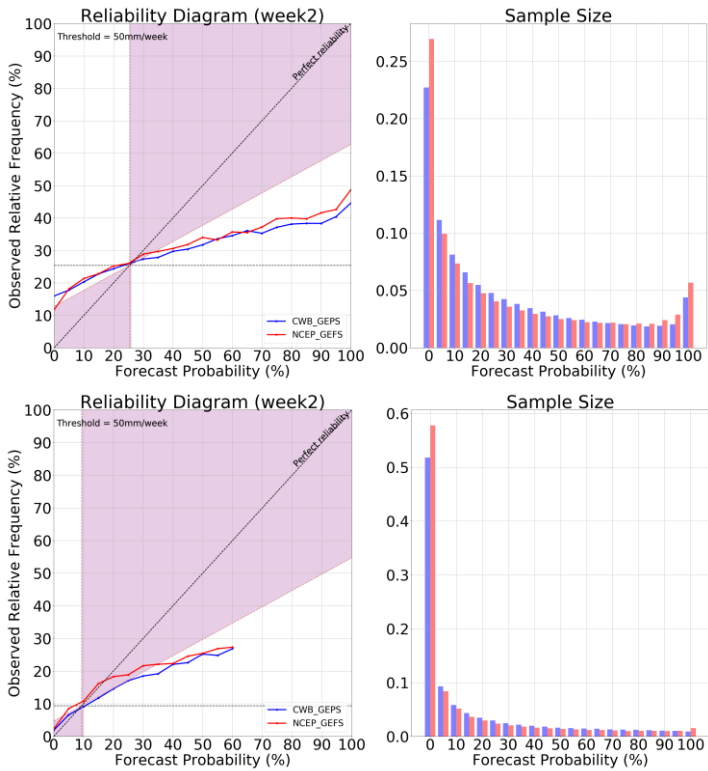 Reliability Diagram (week2)
Observed Relative Frequency (%)
100
90
80
70
60
50
40
30
20
10
0
Threshold = 50mm/week
Perfect reliability
CWB_GEPS
NCEP_GEFS
0 10 20 30 40 50 60 70 80 90 100
Forecast Probability (%)
Sample Size
0.25
0.20
0.15
0.10
0.05
0.00
0 10 20 30 40 50 60 70 80 90 100
Forecast Probability (%)
Reliability Diagram (week2)
Observed Relative Frequency (%)
100
90
80
70
60
50
40
30
20
10
0
Threshold = 50mm/week
Perfect reliability
CWB_GEPS
NCEP_GEFS
0 10 20 30 40 50 60 70 80 90 100
Forecast Probability (%)
Sample Size
0.6
0.5
0.4
0.3
0.2
0.1
0.0
0 10 20 30 40 50 60 70 80 90 100
Forecast Probability (%)